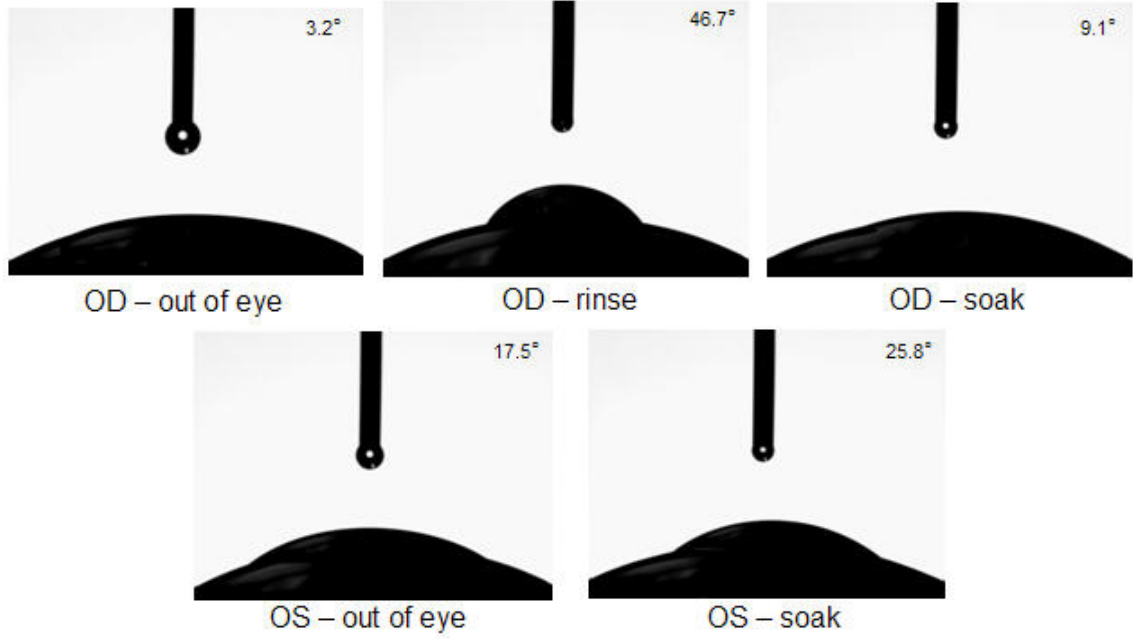 3.2°
46.7°
9.1°
OD – out of eye
OD – rinse
OD – soak
17.5°
25.8°
OS – out of eye
OS – soak